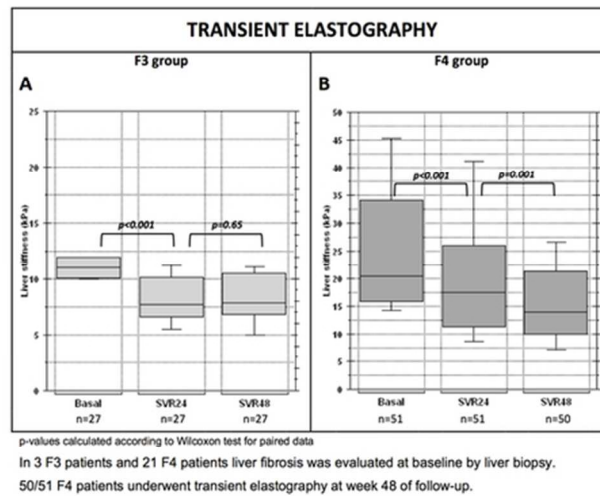 TRANSIENT ELASTOGRAPHY
F3 group
F4 group
A
B
25
20
15
10
5
0
Liver stiffness (kPa)
p<0.001
p=0.65
Basal
SVR24
SVR48
n=27
n=27
n=27
50
45
40
35
30
25
20
15
10
5
0
Liver stiffness (kPa)
p<0.001
p=0.001
Basal
SVR24
SVR48
n=51
n=51
n=50
p-values calculated according to Wilcoxon test for paired data
In 3 F3 patients and 21 F4 patients liver fibrosis was evaluated at baseline by liver biopsy.
50/51 F4 patients underwent transient elastography at week 48 of follow-up.